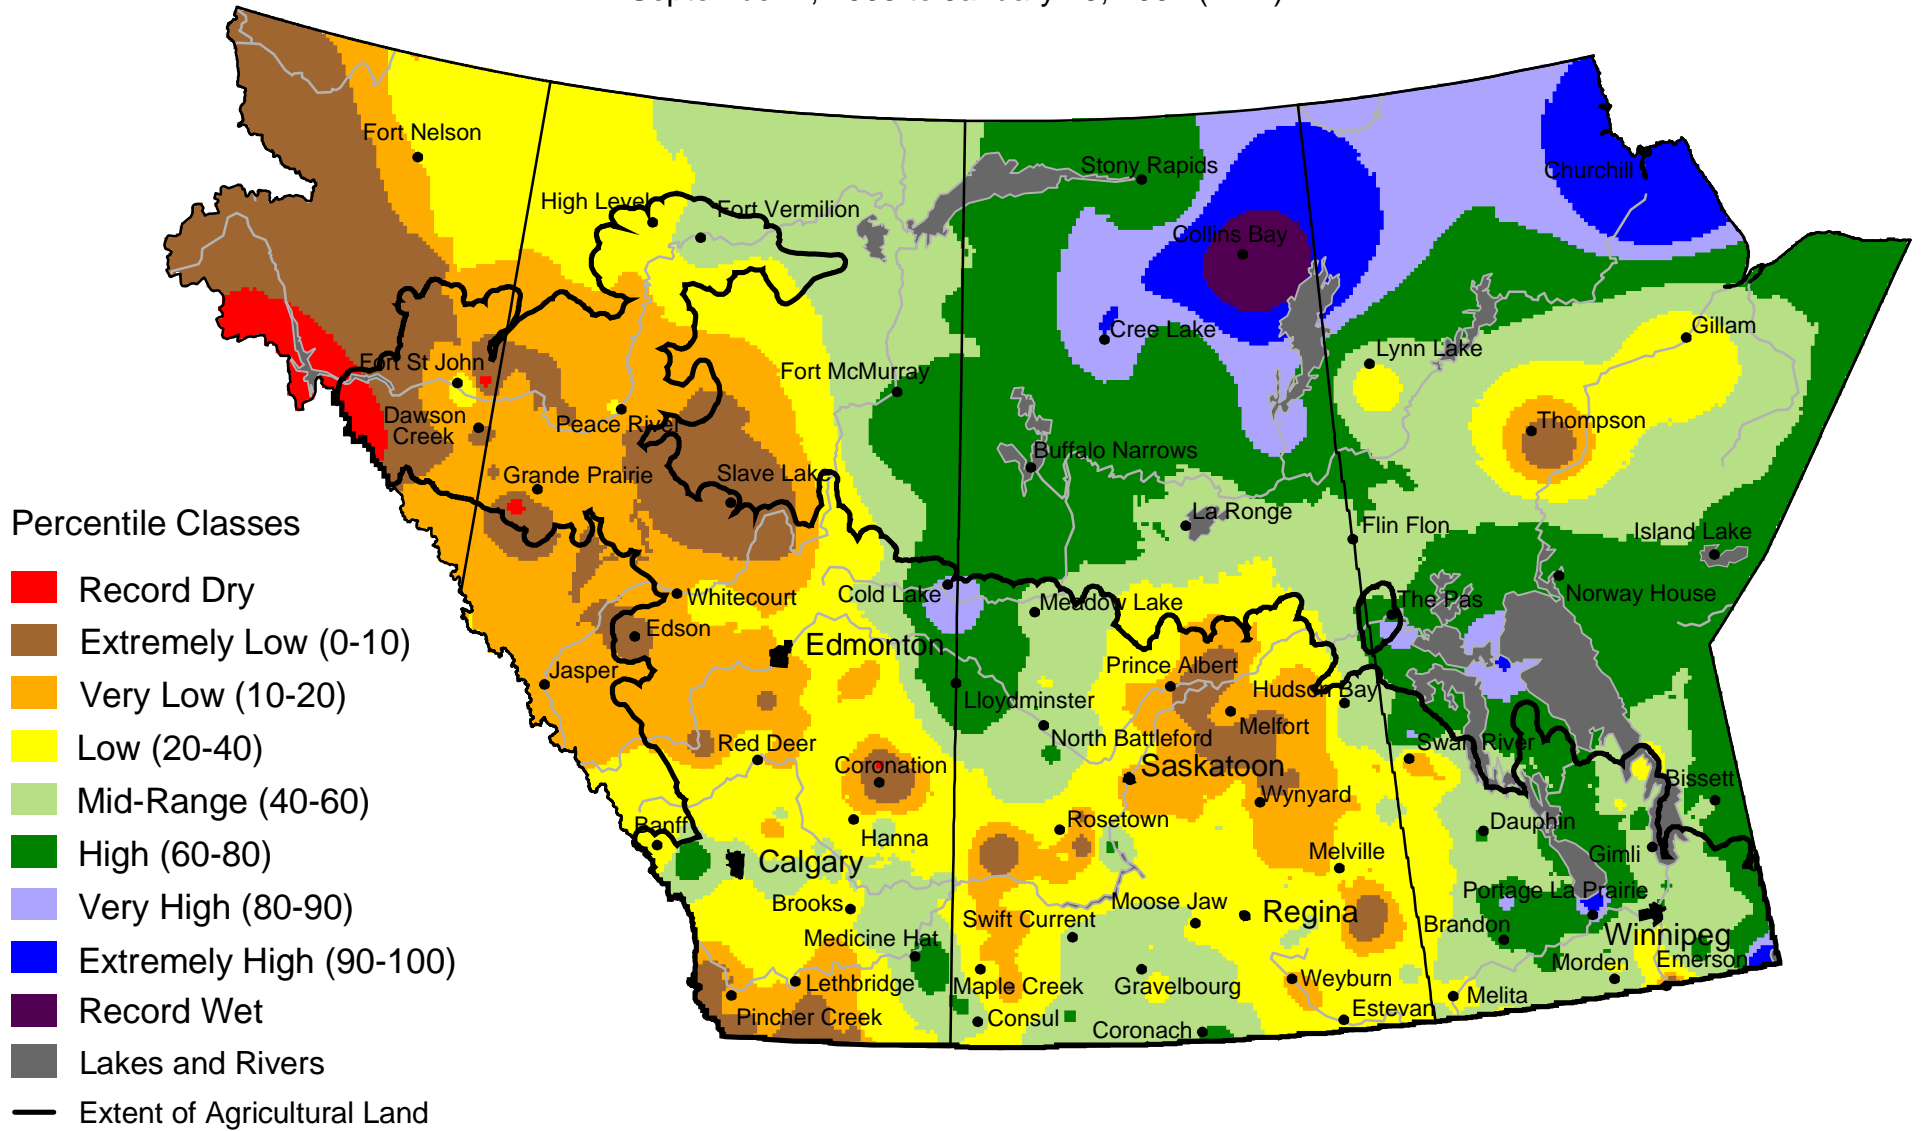 Fort Nelson
Stony Rapids
Churchill
High Level
Fort Vermilion
Collins Bay
Cree Lake
Gillam
Lynn Lake
Fort St John
Fort McMurray
Dawson
Creek
Peace River
Thompson
Buffalo Narrows
Grande Prairie
Slave Lake
La Ronge
Flin Flon
Island Lake
Percentile Classes
Record Dry
Extremely Low (0-10)
Very Low (10-20)
Low (20-40)
Mid-Range (40-60)
High (60-80)
Very High (80-90)
Extremely High (90-100)
Record Wet
Lakes and Rivers
Extent of Agricultural Land
Whitecourt
Cold Lake
Meadow Lake
The Pas
Norway House
Edson
Edmonton
Jasper
Prince Albert
Hudson Bay
Lloydminster
Melfort
Red Deer
North Battleford
Swan River
Coronation
Saskatoon
Bissett
Wynyard
Banff
Hanna
Rosetown
Dauphin
Calgary
Melville
Gimli
Brooks
Moose Jaw
Portage La Prairie
Swift Current
Regina
Brandon
Medicine Hat
Winnipeg
Lethbridge
Maple Creek
Gravelbourg
Weyburn
Morden
Emerson
Pincher Creek
Consul
Coronach
Estevan
Melita